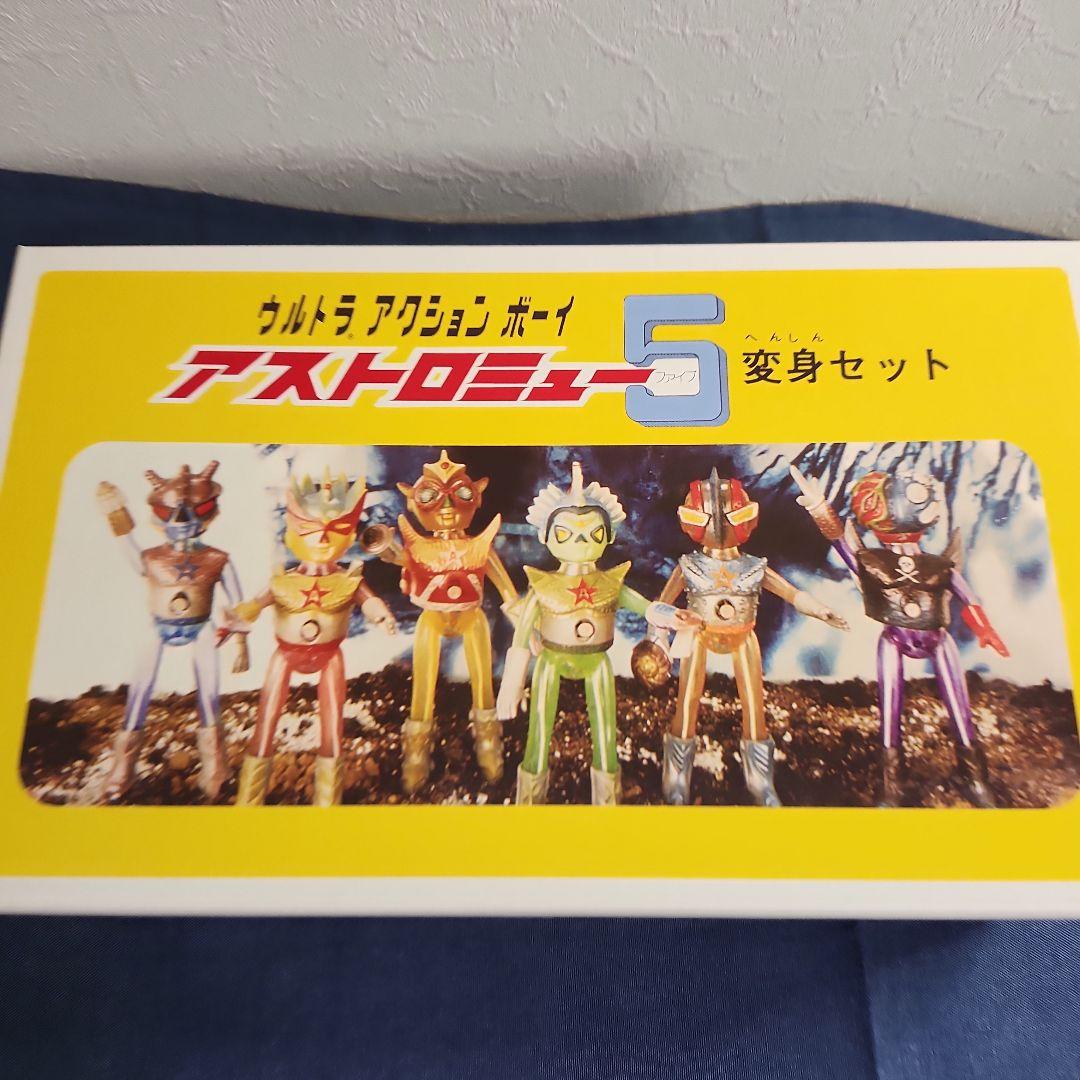 ウルトラ® アクション ボーイ
アストロミュー5
ファイブ
へんしん
変身セット